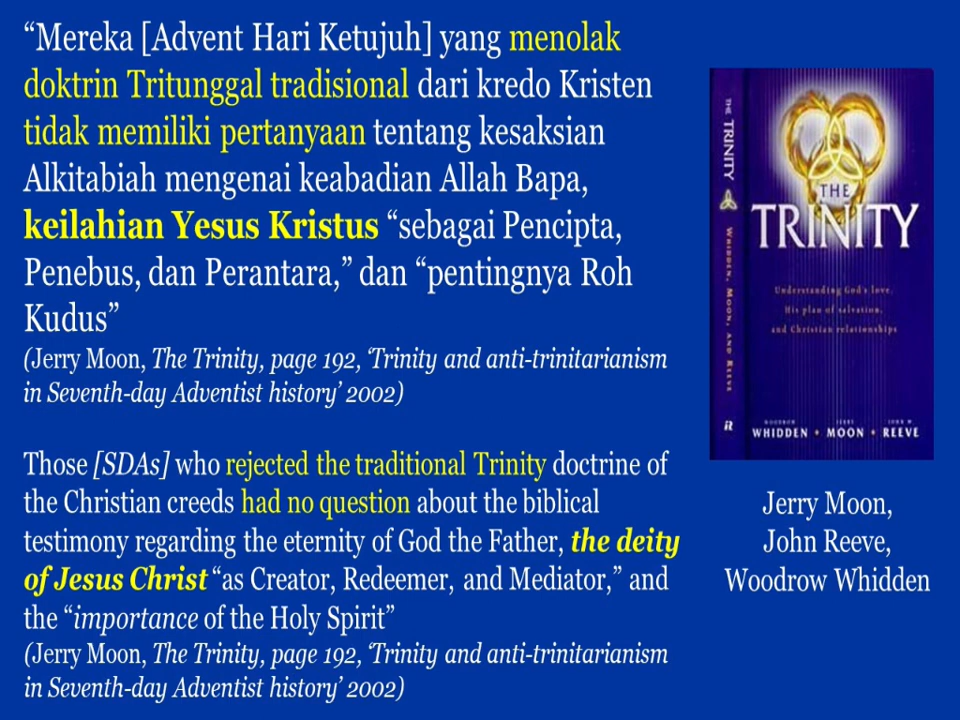 “Mereka [Advent Hari Ketujuh] yang menolak
doktrin Tritunggal tradisional dari kredo Kristen
tidak memiliki pertanyaan tentang kesaksian
Alkitabiah mengenai keabadian Allah Bapa,
keilahian Yesus Kristus “sebagai Pencipta,
Penebus, dan Perantara,” dan “pentingnya Roh
Kudus”
(Jerry Moon, The Trinity, page 192, ‘Trinity and anti-trinitarianism
in Seventh-day Adventist history’ 2002)
Those [SDAs] who rejected the traditional Trinity doctrine of
the Christian creeds had no question about the biblical
testimony regarding the eternity of God the Father, the deity
of Jesus Christ “as Creator, Redeemer, and Mediator,” and
the “importance of the Holy Spirit”
(Jerry Moon, The Trinity, page 192, ‘Trinity and anti-trinitarianism
in Seventh-day Adventist history’ 2002)
THE TRINITY
WHIDDEN, MOON, AND REEVE
THE
TRINITY
Understanding God's love,
His plan of salvation,
and Christian relationships
WOODROW WHIDDEN • JERRY MOON • JOHN W. REEVE
Jerry Moon,
John Reeve,
Woodrow Whidden